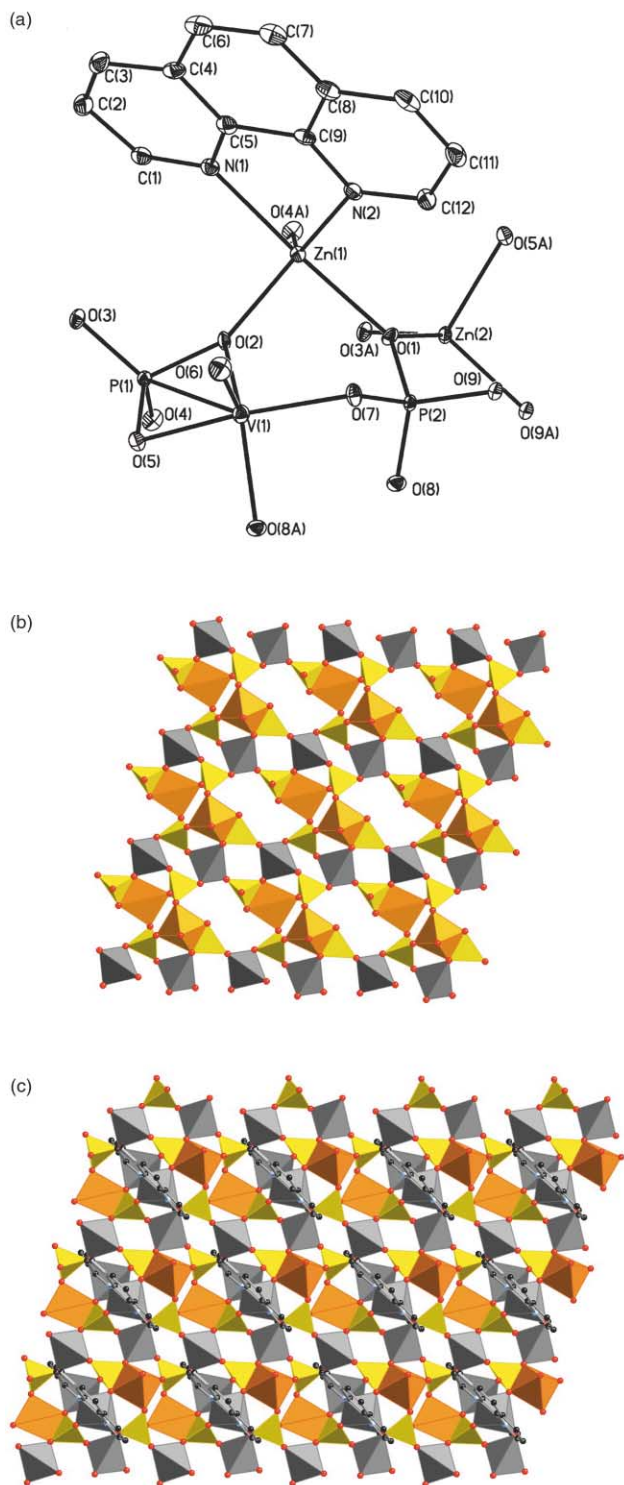 (a)
C(6)
C(7)
C(3)
C(4)
C(2)
C(8)
C(10)
C(5)
C(9)
C(11)
C(1)
N(1)
N(2)
C(12)
O(4A)
Zn(1)
O(5A)
O(3)
O(2)
O(3A)
O(1)
Zn(2)
O(6)
P(1)
O(9)
O(4)
V(1)
O(7)
P(2)
O(9A)
O(5)
O(8)
O(8A)
(b)
(c)